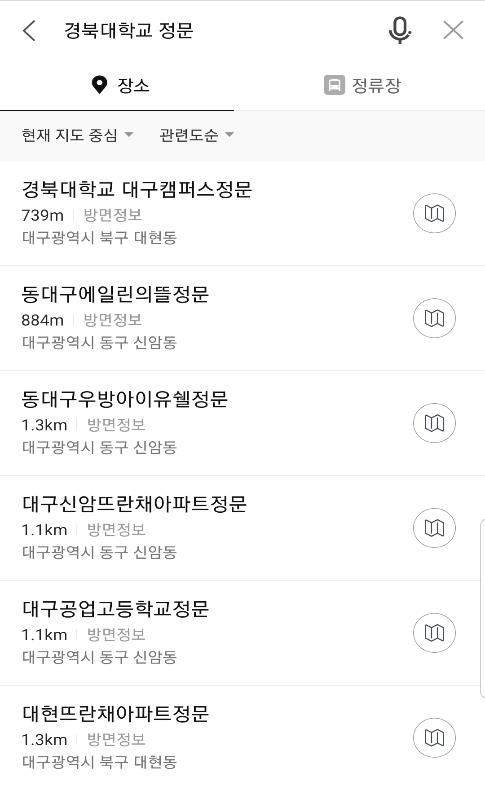 경북대학교 정문
장소
정류장
현재 지도 중심
관련도순
경북대학교 대구캠퍼스정문
739m 방면정보
대구광역시 북구 대현동
동대구에일린의뜰정문
884m 방면정보
대구광역시 동구 신암동
동대구우방아이유쉘정문
1.3km 방면정보
대구광역시 동구 신암동
대구신암뜨란채아파트정문
1.1km 방면정보
대구광역시 동구 신암동
대구공업고등학교정문
1.1km 방면정보
대구광역시 동구 신암동
대현뜨란채아파트정문
1.3km 방면정보
대구광역시 북구 대현동